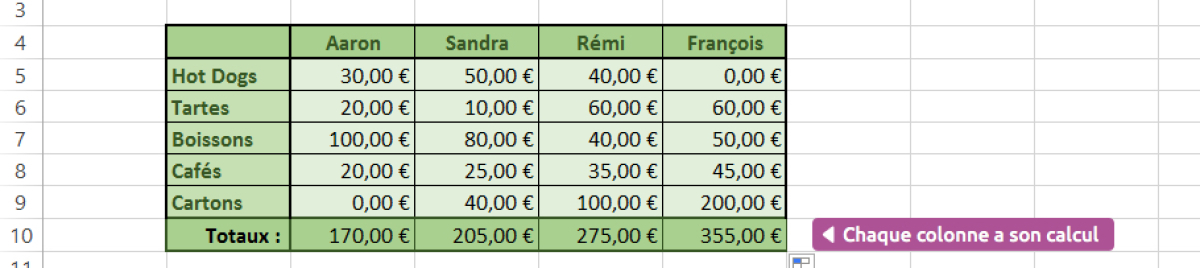 3
4 Aaron Sandra Rémi François
5 Hot Dogs 30,00 € 50,00 € 40,00 € 0,00 €
6 Tartes 20,00 € 10,00 € 60,00 € 60,00 €
7 Boissons 100,00 € 80,00 € 40,00 € 50,00 €
8 Cafés 20,00 € 25,00 € 35,00 € 45,00 €
9 Cartons 0,00 € 40,00 € 100,00 € 200,00 €
10 Totaux : 170,00 € 205,00 € 275,00 € 355,00 € Chaque colonne a son calcul
11